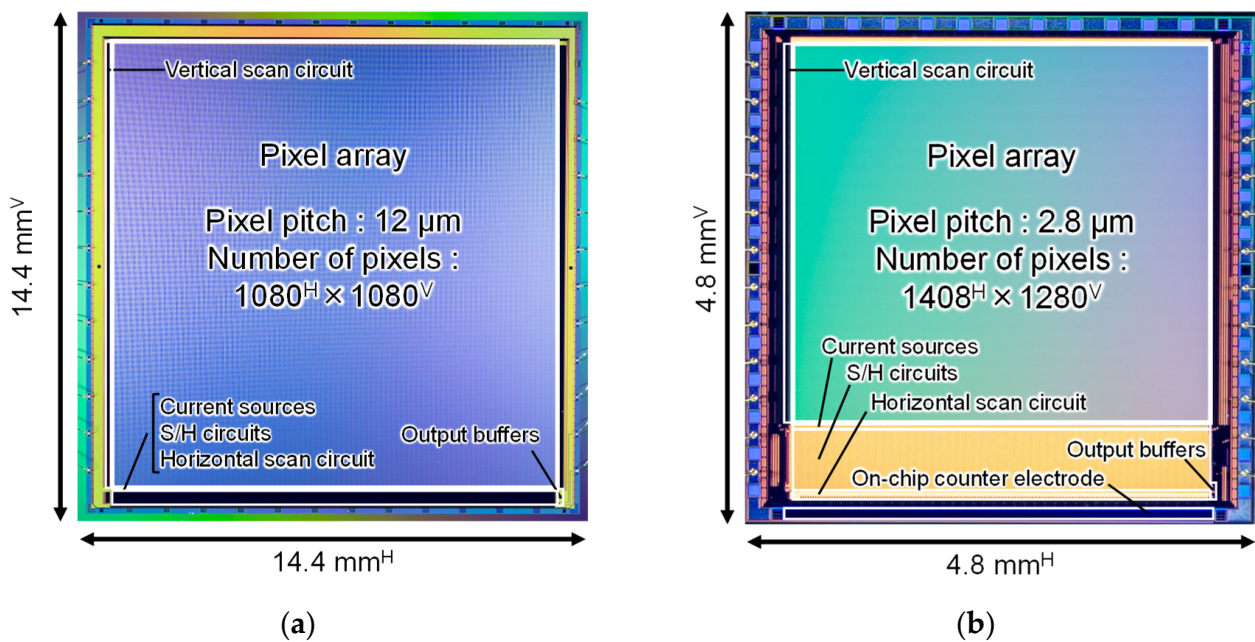 Vertical scan circuit
Pixel array
Pixel pitch : 12 µm
Number of pixels :
1080ᴴ × 1080ⱽ
Current sources
S/H circuits
Horizontal scan circuit
Output buffers
14.4 mmⱽ
14.4 mmᴴ
(a)
Vertical scan circuit
Pixel array
Pixel pitch : 2.8 µm
Number of pixels :
1408ᴴ × 1280ⱽ
Current sources
S/H circuits
Horizontal scan circuit
Output buffers
On-chip counter electrode
4.8 mmⱽ
4.8 mmᴴ
(b)